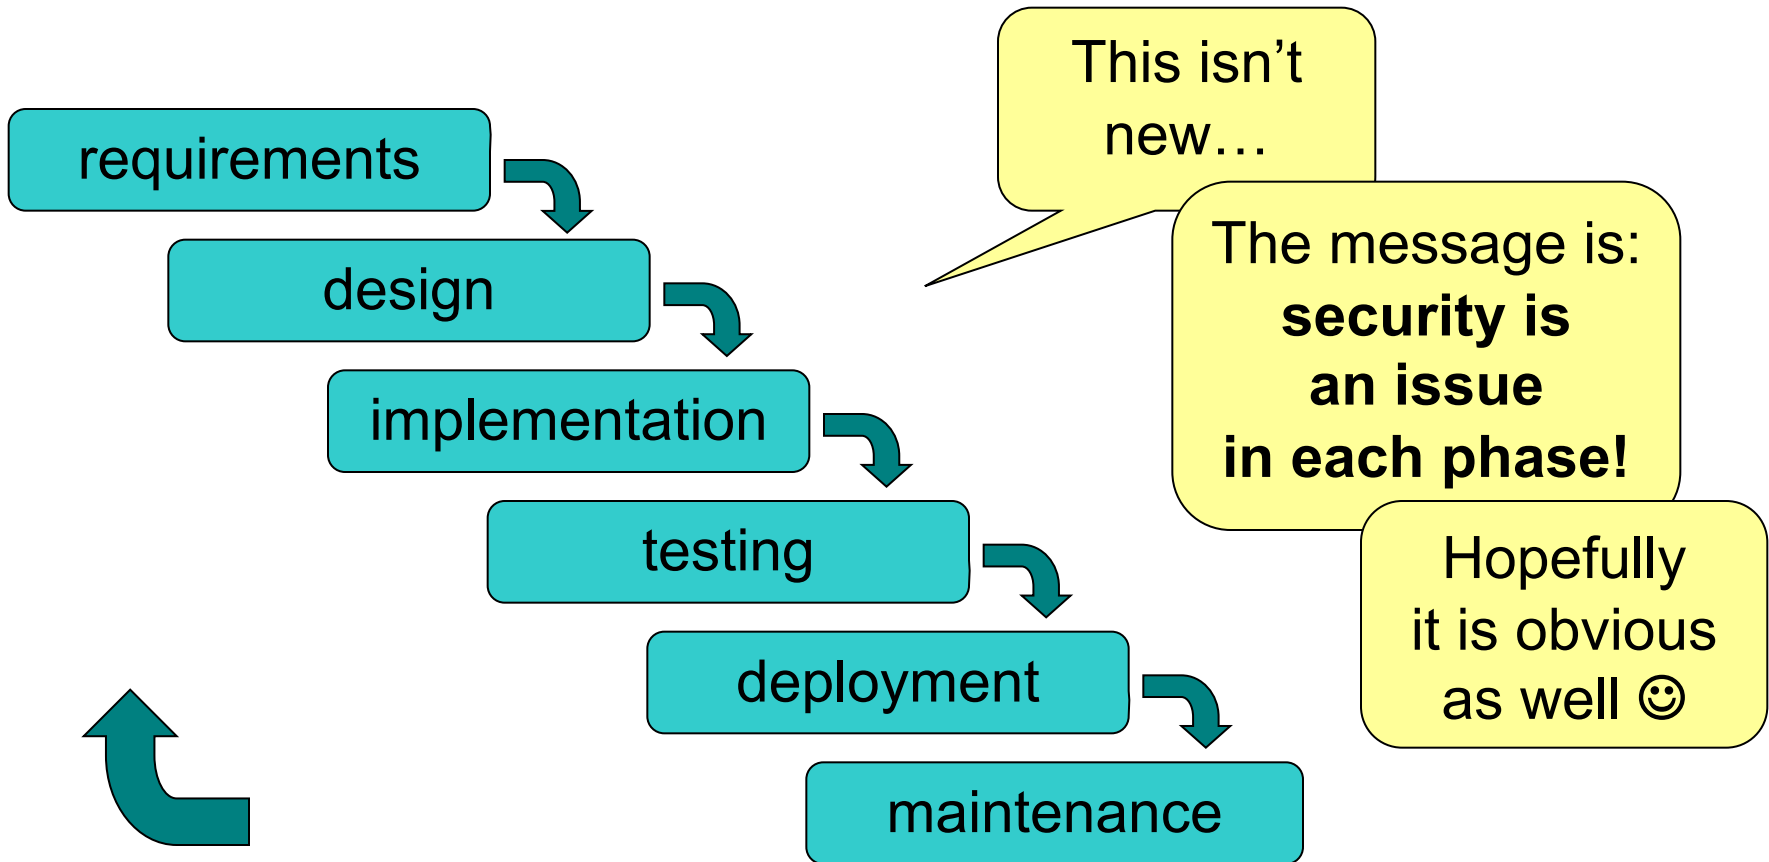 requirements
design
implementation
testing
deployment
maintenance
This isn’t
new…
The message is:
security is
an issue
in each phase!
Hopefully
it is obvious
as well ☺